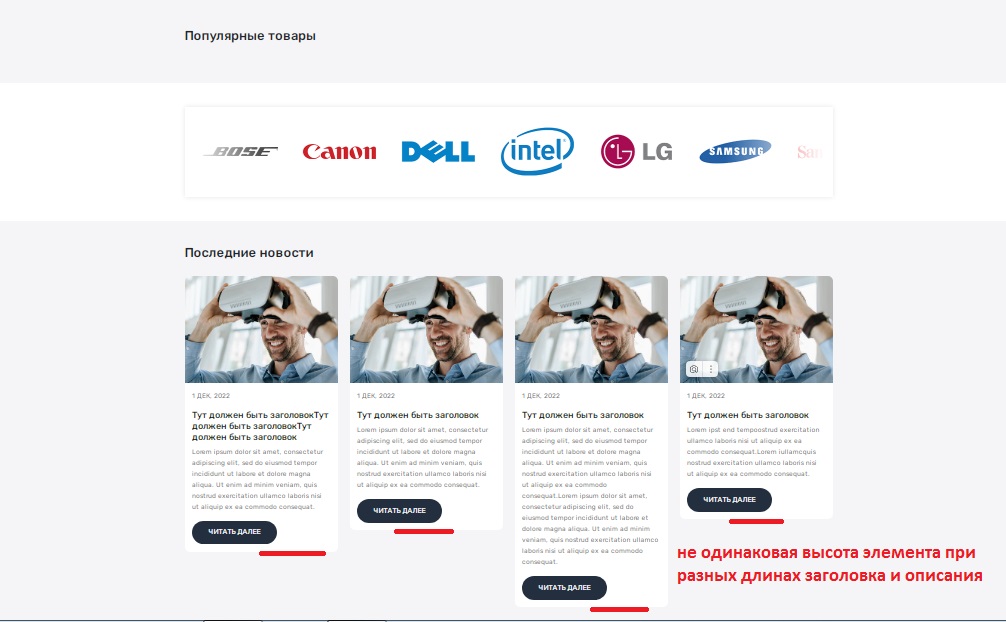 Популярные товары
BOSE Canon DELL intel LG LG SAMSUNG San
Последние новости
1 ДЕК, 2022
Тут должен быть заголовокТут
должен быть заголовокТут
должен быть заголовок
Lorem ipsum dolor sit amet, consectetur
adipiscing elit, sed do eiusmod tempor
incididunt ut labore et dolore magna
aliqua. Ut enim ad minim veniam, quis
nostrud exercitation ullamco laboris nisi
ut aliquip ex ea commodo consequat.
ЧИТАТЬ ДАЛЕЕ
1 ДЕК, 2022
Тут должен быть заголовок
Lorem ipsum dolor sit amet, consectetur
adipiscing elit, sed do eiusmod tempor
incididunt ut labore et dolore magna
aliqua. Ut enim ad minim veniam, quis
nostrud exercitation ullamco laboris nisi
ut aliquip ex ea commodo consequat.
ЧИТАТЬ ДАЛЕЕ
1 ДЕК, 2022
Тут должен быть заголовок
Lorem ipsum dolor sit amet, consectetur
adipiscing elit, sed do eiusmod tempor
incididunt ut labore et dolore magna
aliqua. Ut enim ad minim veniam, quis
nostrud exercitation ullamco laboris nisi
ut aliquip ex ea commodo
consequat.Lorem ipsum dolor sit amet,
consectetur adipiscing elit, sed do
eiusmod tempor incididunt ut labore et
dolore magna aliqua. Ut enim ad minim
veniam, quis nostrud exercitation ullamco
laboris nisi ut aliquip ex ea commodo
consequat.
ЧИТАТЬ ДАЛЕЕ
1 ДЕК, 2022
Тут должен быть заголовок
Lorem ipst end tempoostrud exercitation
ullamco laboris nisi ut aliquip ex ea
commodo consequat.Lorem iullamcquis
nostrud exercitation ullamco laboris nisi
ut aliquip ex ea commodo consequat.
ЧИТАТЬ ДАЛЕЕ
не одинаковая высота элемента при
разных длинах заголовка и описания